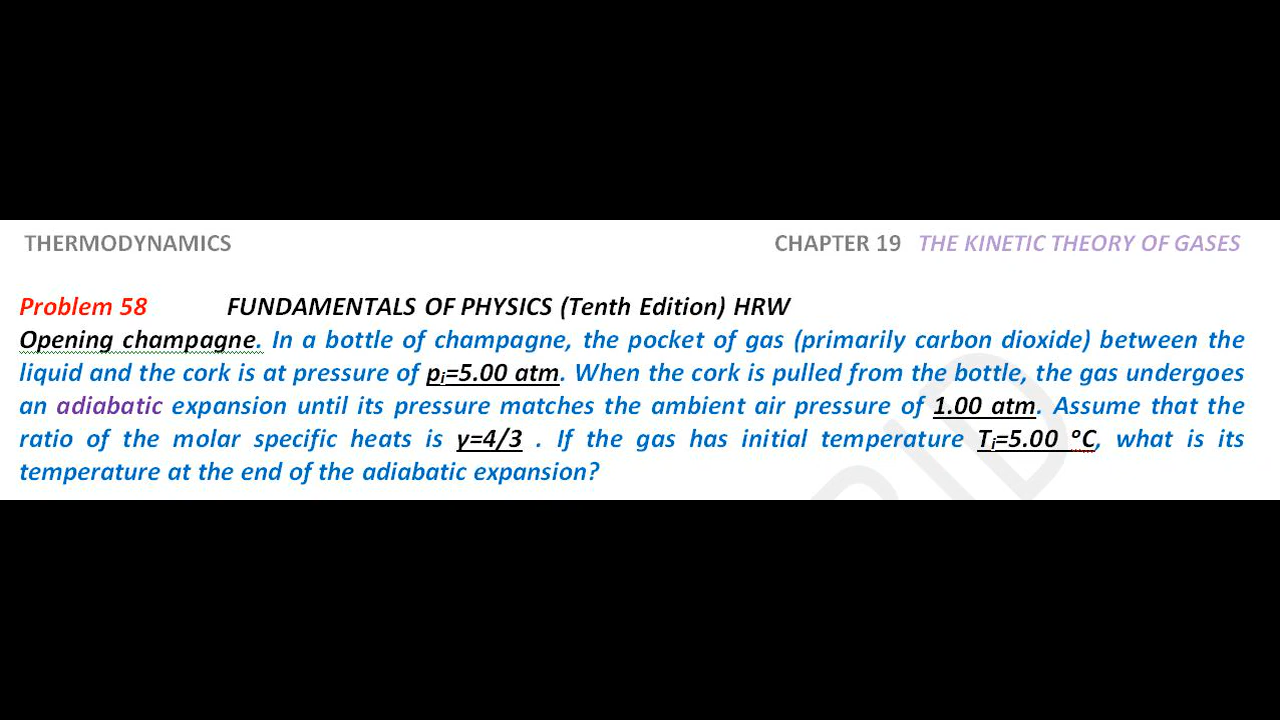 THERMODYNAMICS CHAPTER 19 THE KINETIC THEORY OF GASES
Problem 58 FUNDAMENTALS OF PHYSICS (Tenth Edition) HRW
Opening champagne. In a bottle of champagne, the pocket of gas (primarily carbon dioxide) between the
liquid and the cork is at pressure of pi=5.00 atm. When the cork is pulled from the bottle, the gas undergoes
an adiabatic expansion until its pressure matches the ambient air pressure of 1.00 atm. Assume that the
ratio of the molar specific heats is γ=4/3 . If the gas has initial temperature Ti=5.00 °C, what is its
temperature at the end of the adiabatic expansion?